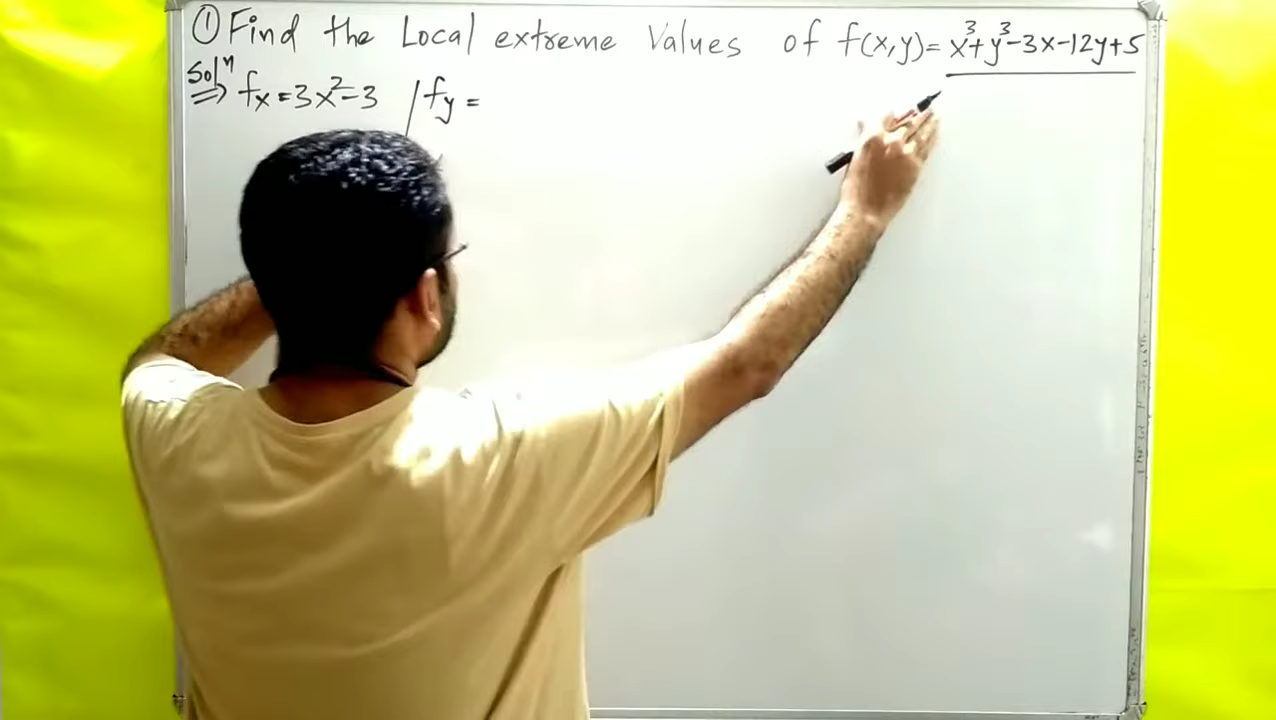 ① Find the Local extreme Values of f(x,y)= x³+y³-3x-12y+5
Solⁿ ⇒ fx = 3x²-3 / fy =